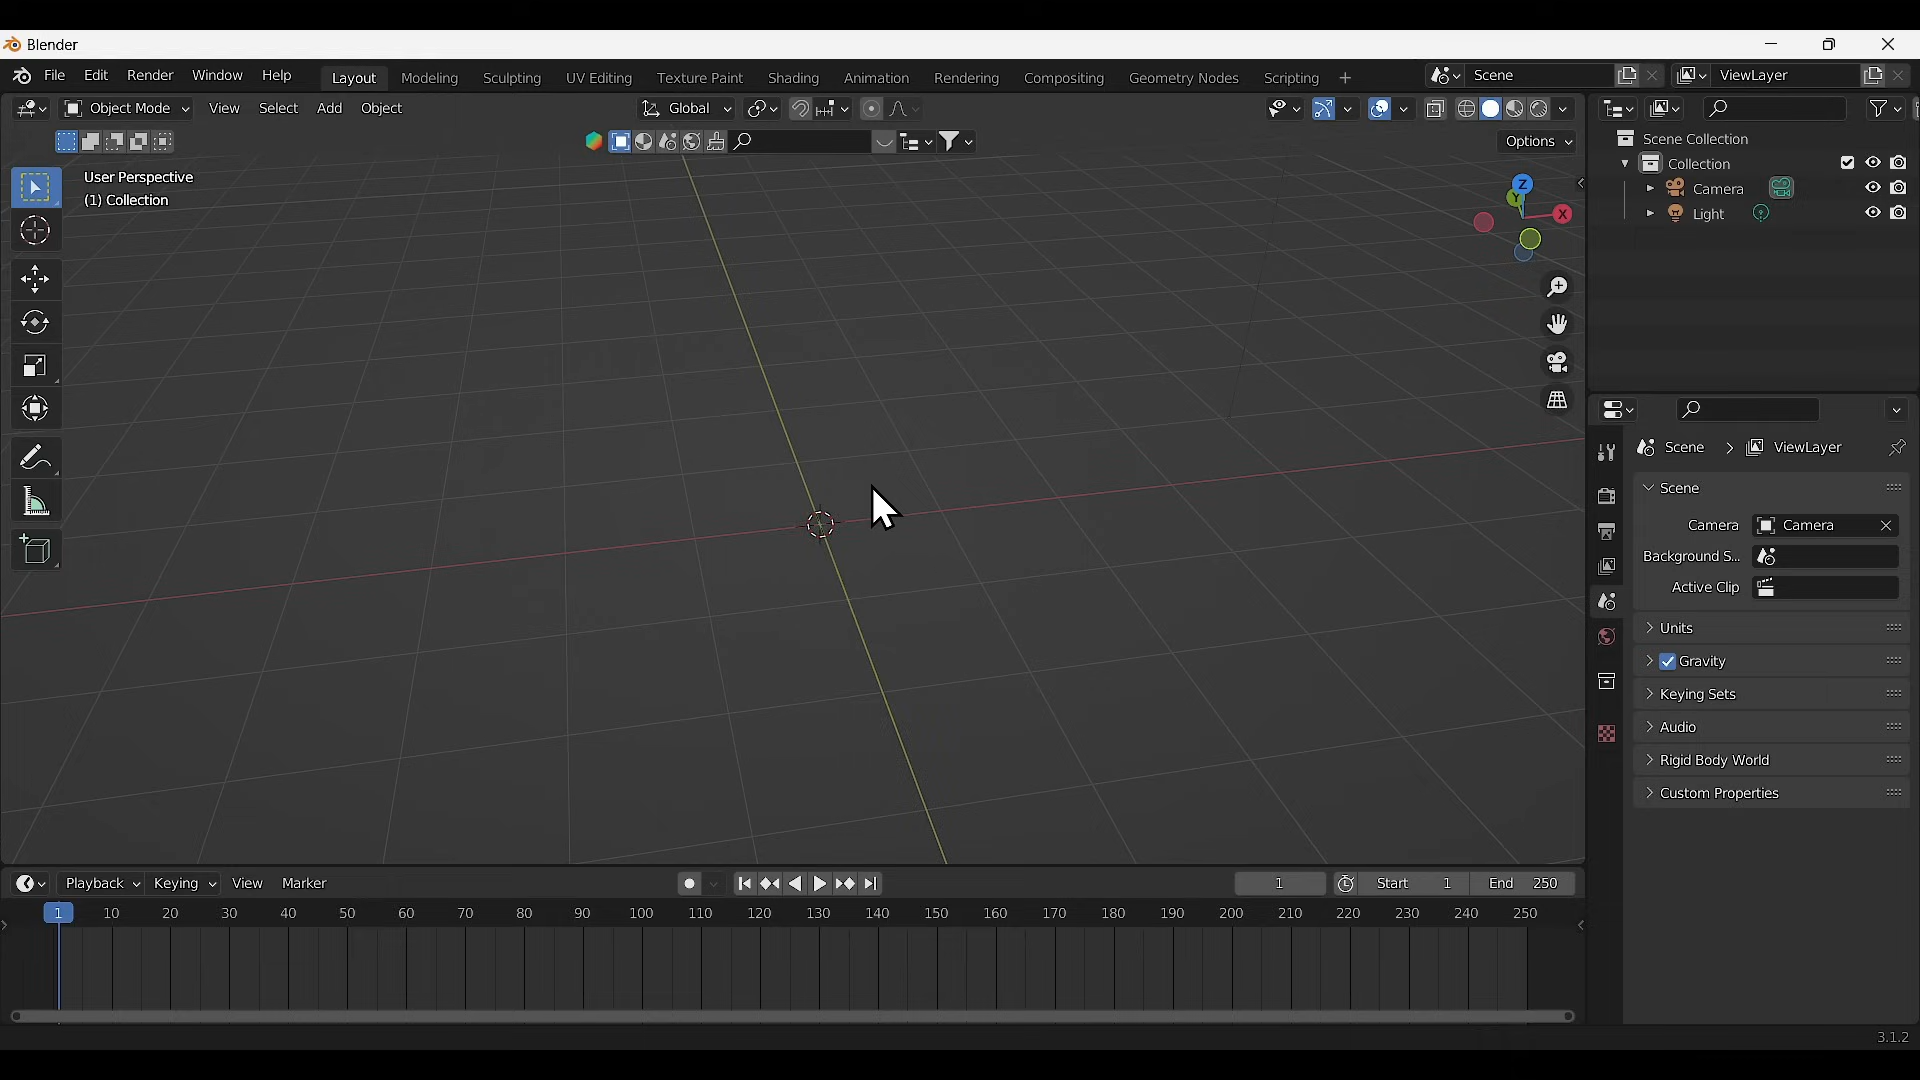 Blender
File Edit Render Window Help Layout Modeling Sculpting UV Editing Texture Paint Shading Animation Rendering Compositing Geometry Nodes Scripting + Scene ViewLayer
Object Mode View Select Add Object Global
Options
User Perspective
(1) Collection
Z
Y
X
Scene Collection
Collection
Camera
Light
Scene > ViewLayer
Scene
Camera Camera
Background S...
Active Clip
Units
Gravity
Keying Sets
Audio
Rigid Body World
Custom Properties
Playback Keying View Marker 1 Start 1 End 250
1 10 20 30 40 50 60 70 80 90 100 110 120 130 140 150 160 170 180 190 200 210 220 230 240 250
3.1.2